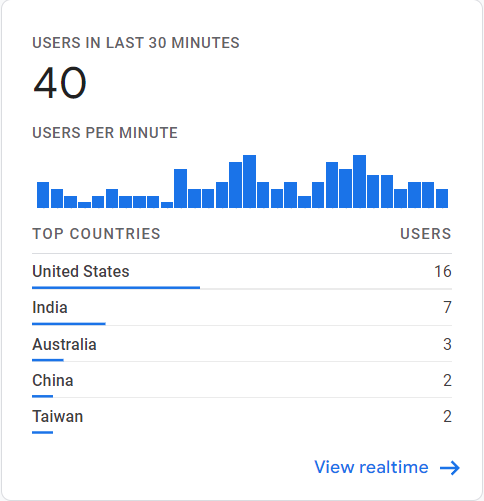 USERS IN LAST 30 MINUTES
40
USERS PER MINUTE
TOP COUNTRIES USERS
United States 16
India 7
Australia 3
China 2
Taiwan 2
View realtime →